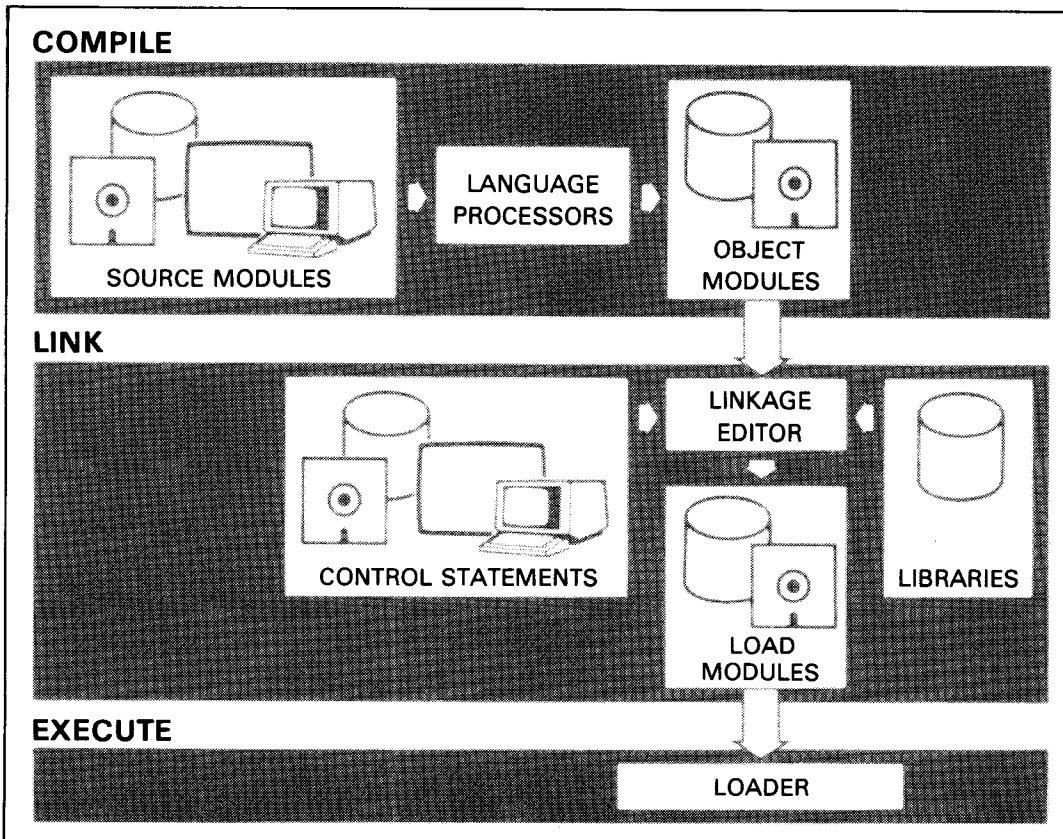 COMPILE
SOURCE MODULES
LANGUAGE
PROCESSORS
OBJECT
MODULES
LINK
CONTROL STATEMENTS
LINKAGE
EDITOR
LIBRARIES
LOAD
MODULES
EXECUTE
LOADER